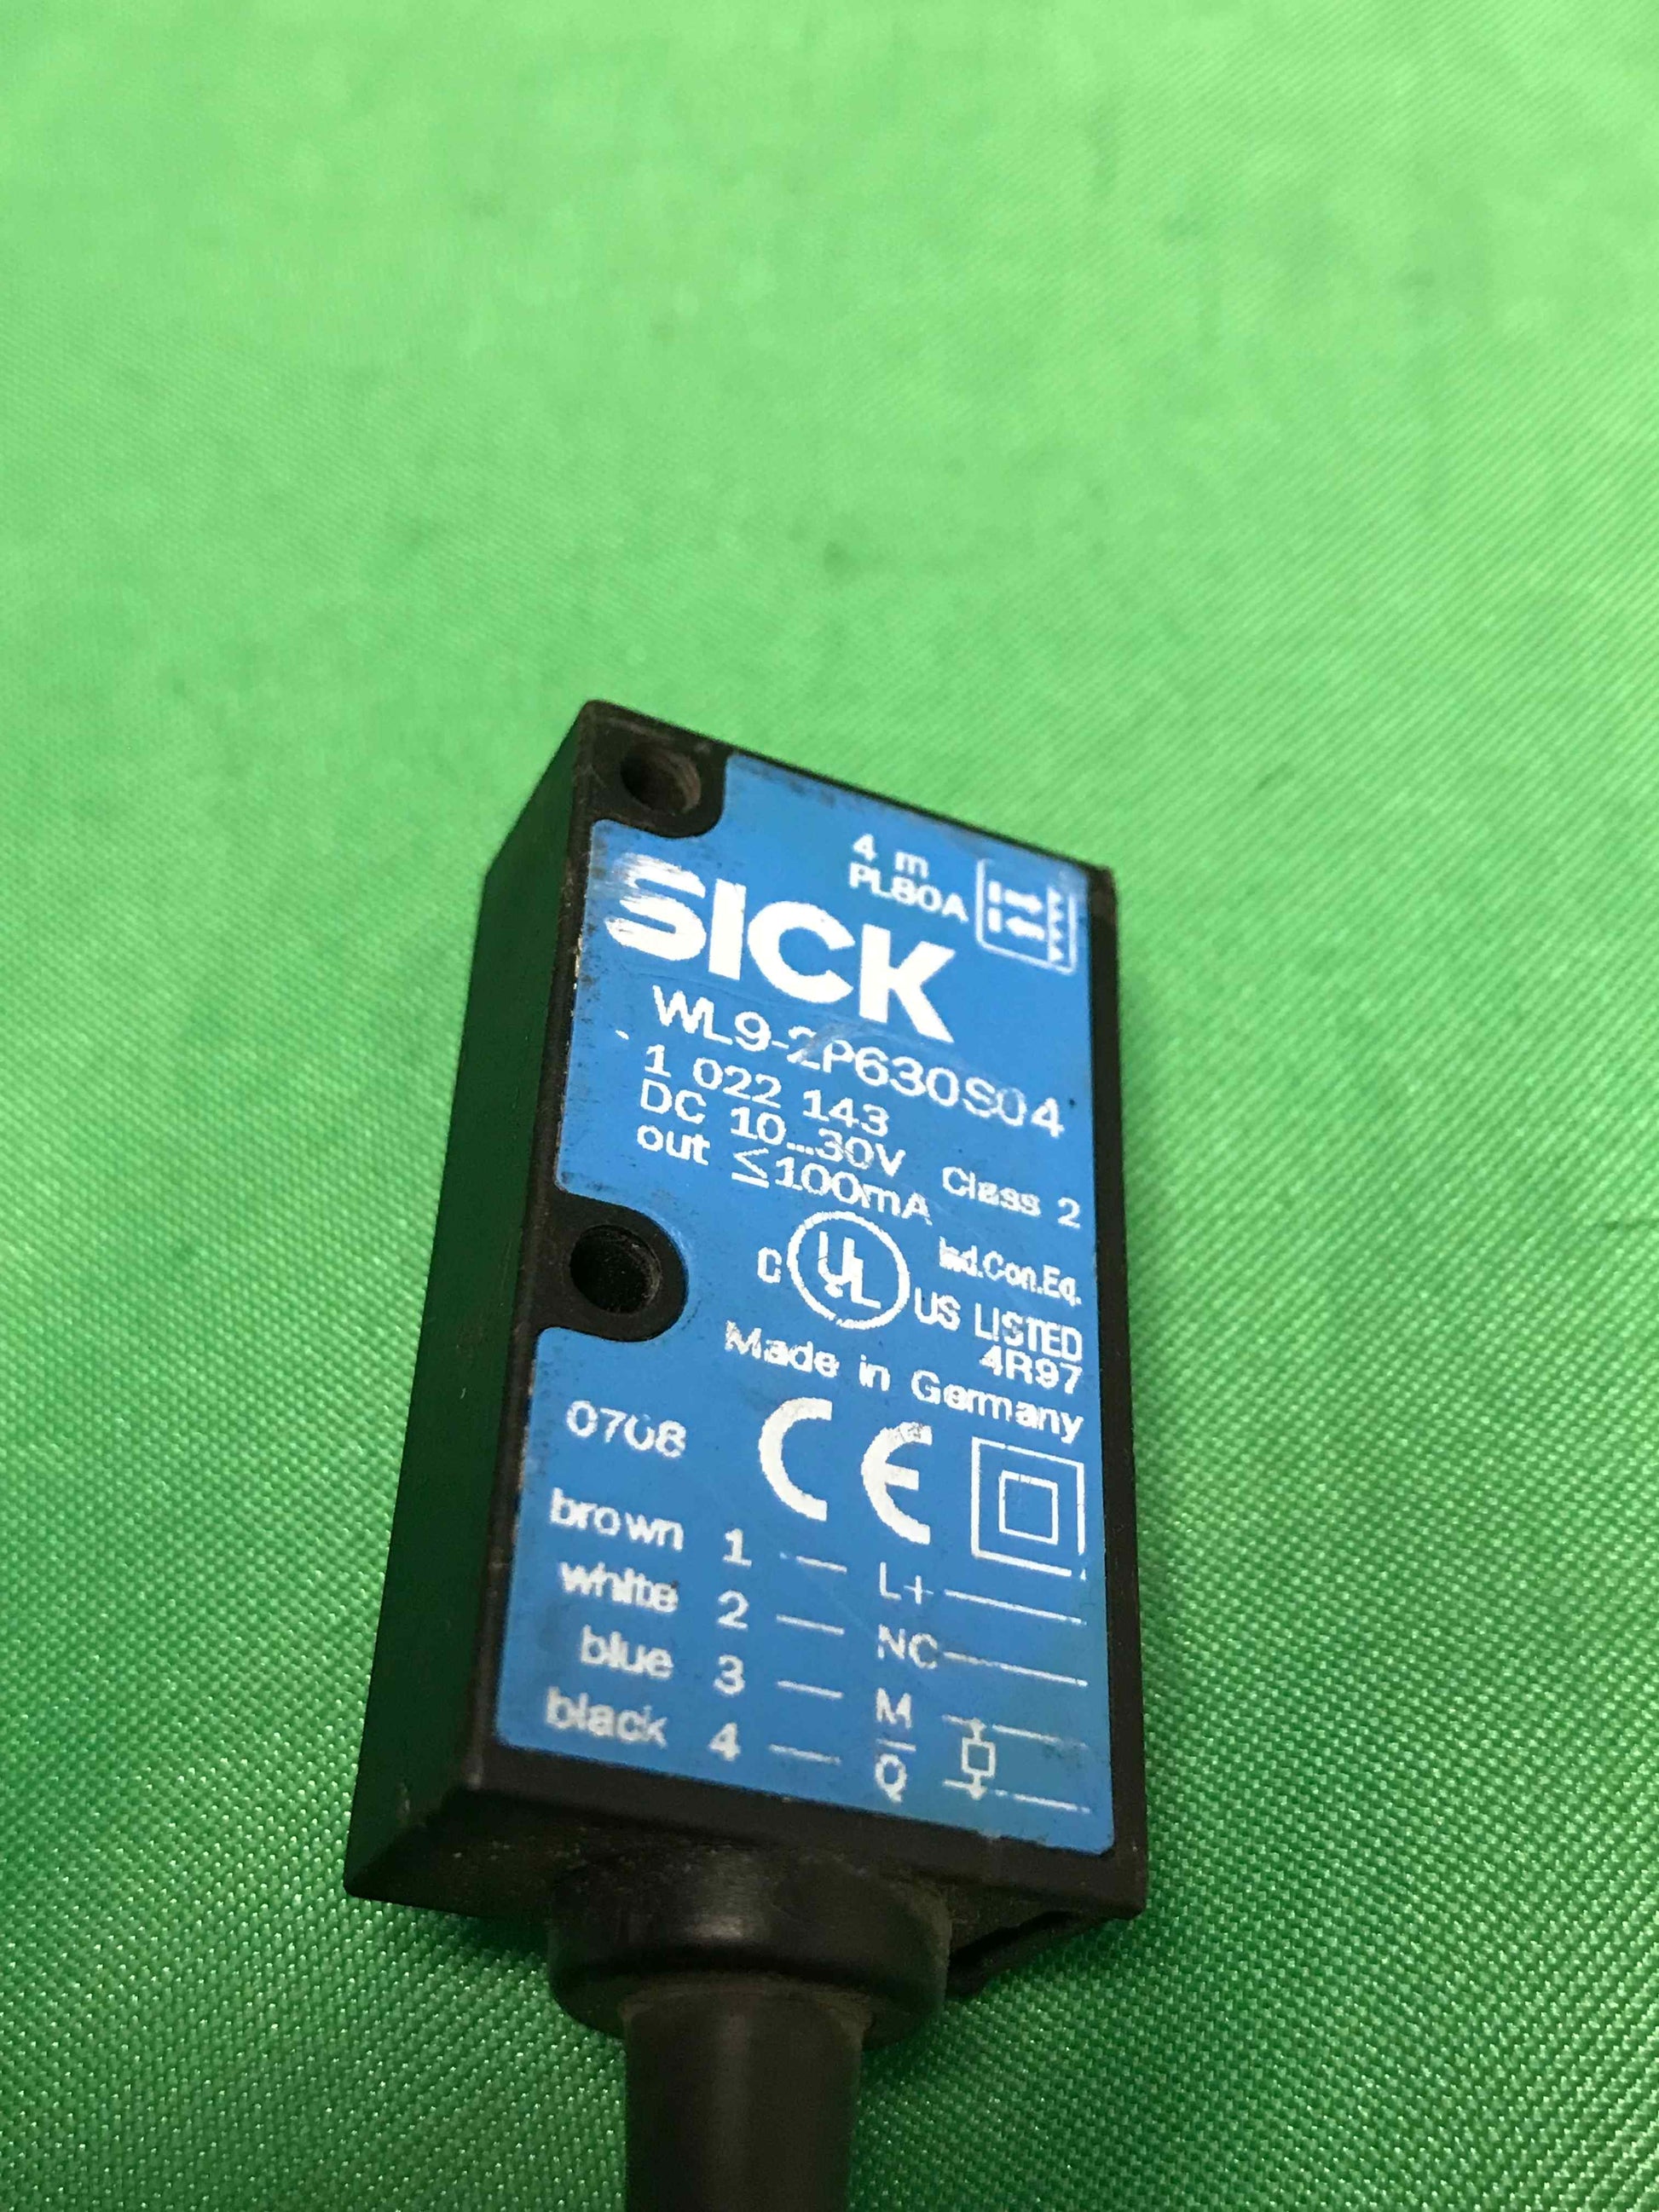 4 m
PL80A
SICK
WL9-2P630S04
1 022 143
DC 10...30V Class 2
out ≤100mA
Ind.Con.Eq.
C UL US LISTED
4R97
Made in Germany
0708 CE
brown 1 L+
white 2 NC
blue 3 M
black 4 Q̅